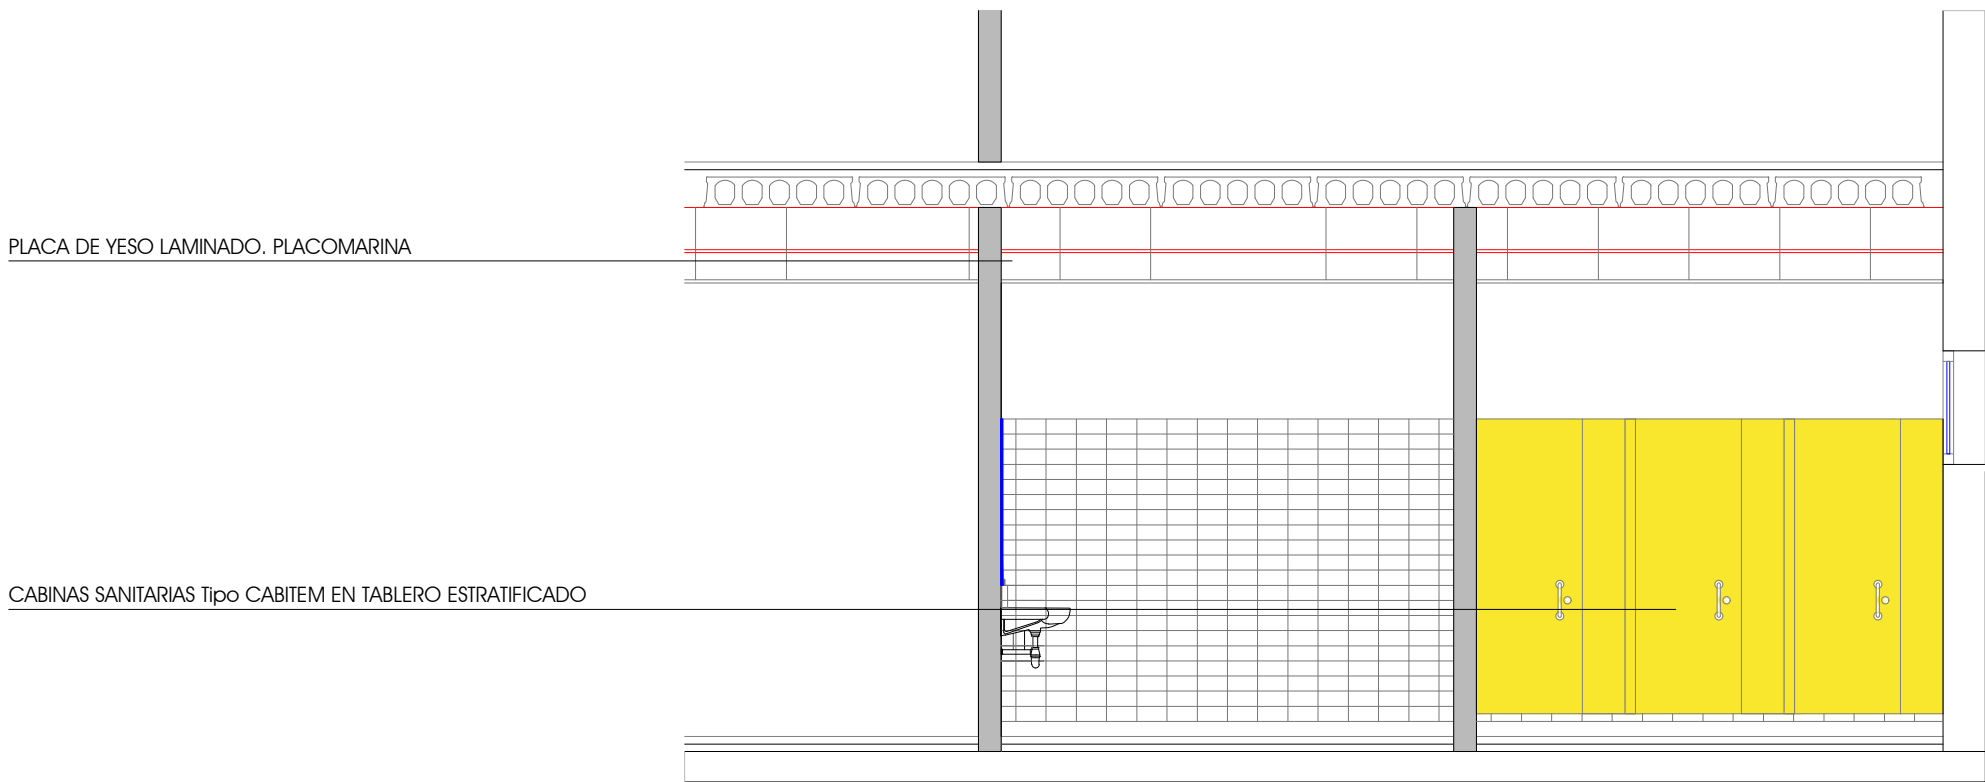 PLACA DE YESO LAMINADO. PLACOMARINA
CABINAS SANITARIAS Tipo CABITEM EN TABLERO ESTRATIFICADO